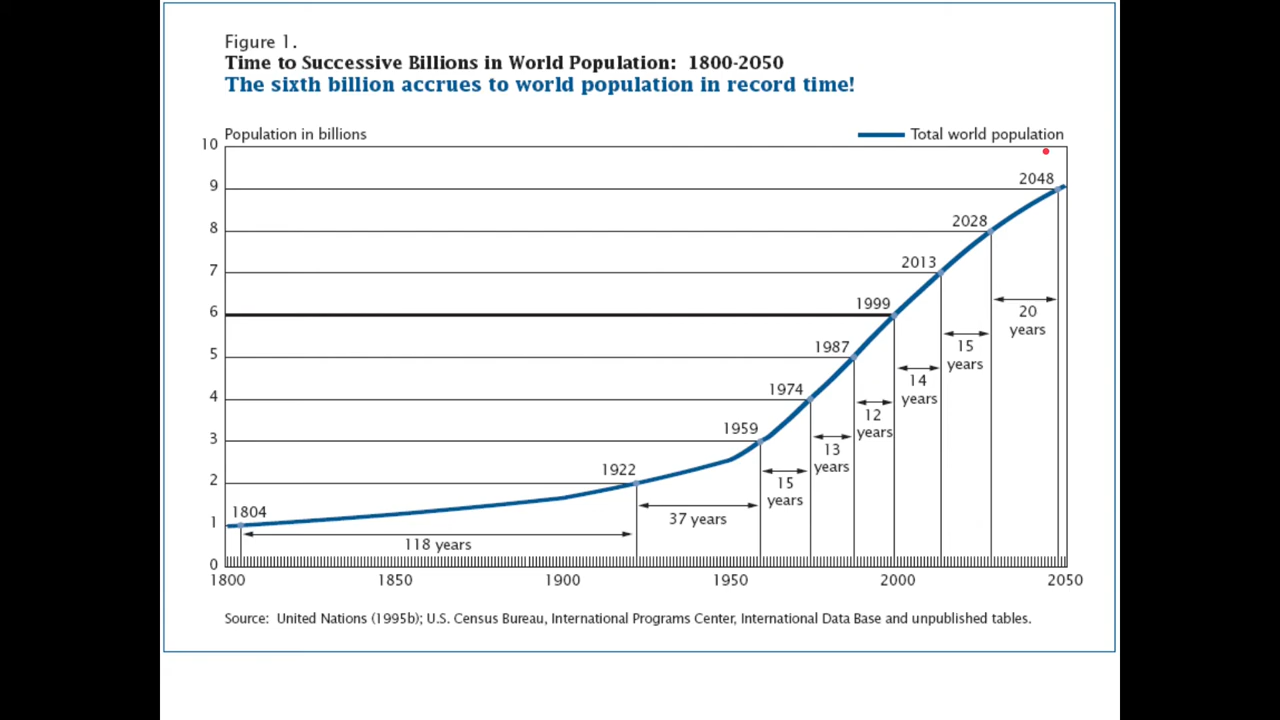 Figure 1.
Time to Successive Billions in World Population: 1800-2050
The sixth billion accrues to world population in record time!
Population in billions
Total world population
10
9
8
7
6
5
4
3
2
1
0
2048
2028
2013
1999
1987
1974
1959
1922
1804
20
years
15
years
14
years
12
years
13
years
15
years
37 years
118 years
1800
1850
1900
1950
2000
2050
Source: United Nations (1995b); U.S. Census Bureau, International Programs Center, International Data Base and unpublished tables.